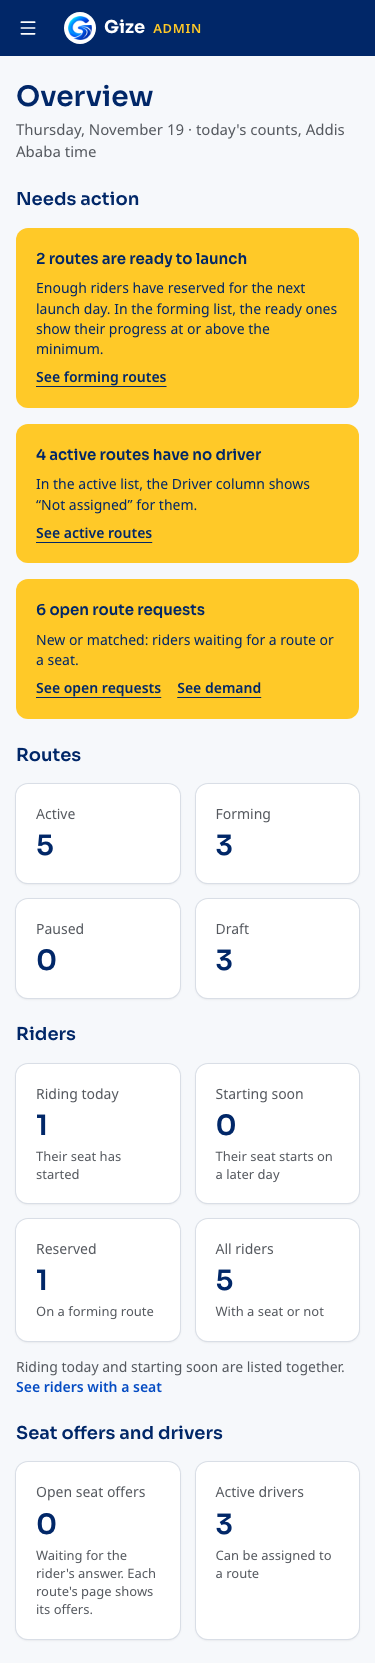 Gize ADMIN
Overview
Thursday, November 19 · today's counts, Addis
Ababa time
Needs action
2 routes are ready to launch
Enough riders have reserved for the next
launch day. In the forming list, the ready ones
show their progress at or above the
minimum.
See forming routes
4 active routes have no driver
In the active list, the Driver column shows
“Not assigned” for them.
See active routes
6 open route requests
New or matched: riders waiting for a route or
a seat.
See open requests See demand
Routes
Active
5
Forming
3
Paused
0
Draft
3
Riders
Riding today
1
Their seat has
started
Starting soon
0
Their seat starts on
a later day
Reserved
1
On a forming route
All riders
5
With a seat or not
Riding today and starting soon are listed together.
See riders with a seat
Seat offers and drivers
Open seat offers
0
Waiting for the
rider's answer. Each
route's page shows
its offers.
Active drivers
3
Can be assigned to
a route